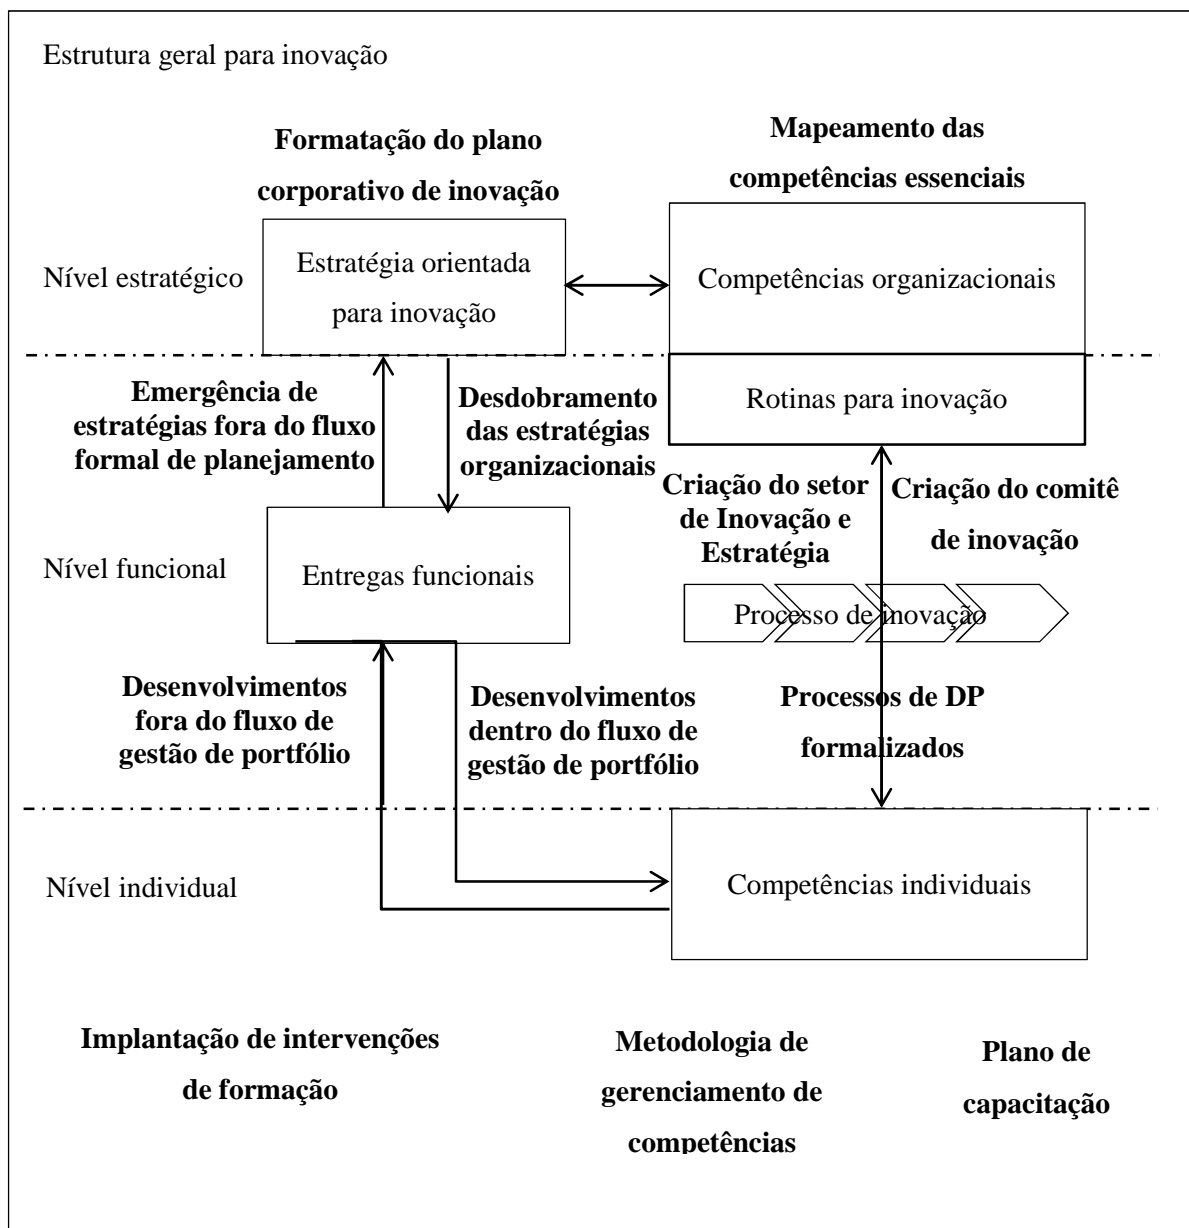 Estrutura geral para inovação
Formatação do plano
corporativo de inovação
Mapeamento das
competências essenciais
Nível estratégico
Estratégia orientada
para inovação
Competências organizacionais
Emergência de
estratégias fora do fluxo
formal de planejamento
Desdobramento
das estratégias
organizacionais
Rotinas para inovação
Criação do setor
de Inovação e
Estratégia
Criação do comitê
de inovação
Nível funcional
Entregas funcionais
Processo de inovação
Desenvolvimentos
fora do fluxo de
gestão de portfólio
Desenvolvimentos
dentro do fluxo de
gestão de portfólio
Processos de DP
formalizados
Nível individual
Competências individuais
Implantação de intervenções
de formação
Metodologia de
gerenciamento de
competências
Plano de
capacitação